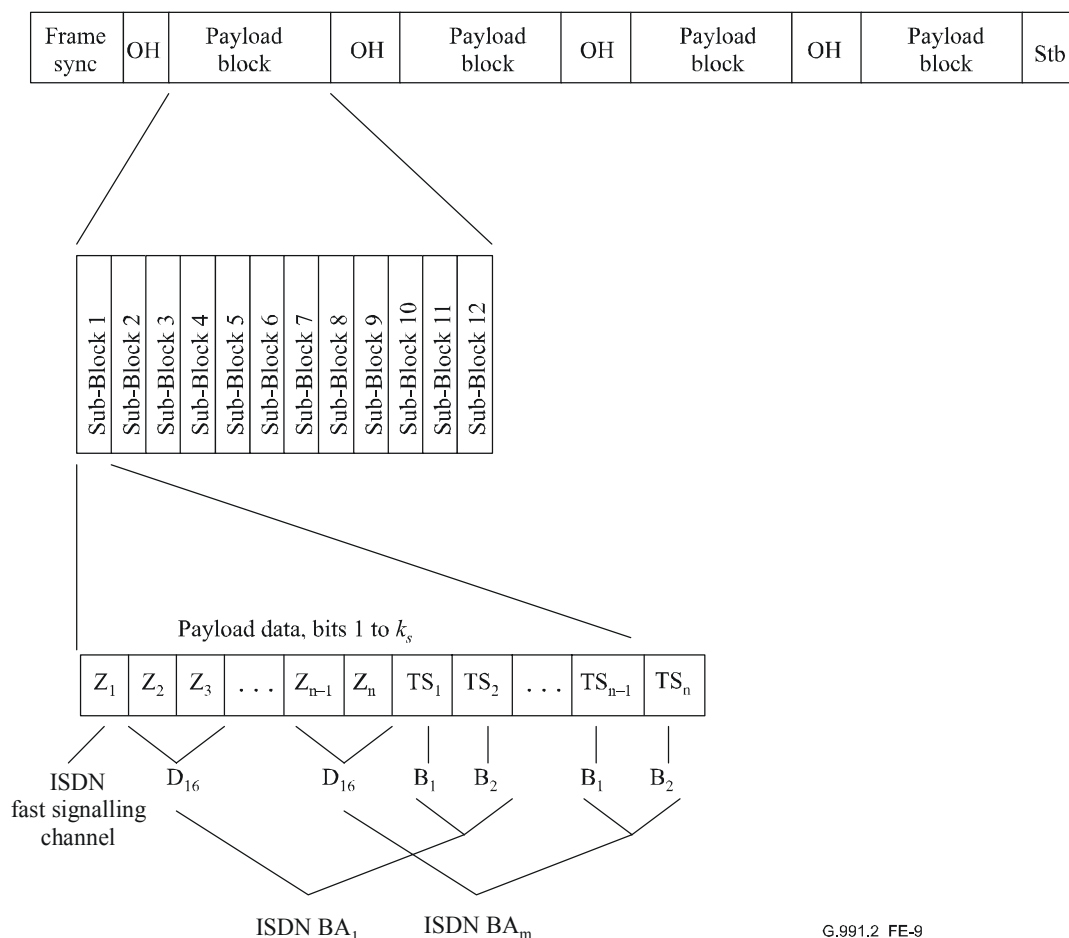 Frame sync OH Payload block OH Payload block OH Payload block OH Payload block Stb
Sub-Block 1
Sub-Block 2
Sub-Block 3
Sub-Block 4
Sub-Block 5
Sub-Block 6
Sub-Block 7
Sub-Block 8
Sub-Block 9
Sub-Block 10
Sub-Block 11
Sub-Block 12
Payload data, bits 1 to kₛ
Z₁ Z₂ Z₃ . . . Zₙ₋₁ Zₙ TS₁ TS₂ . . . TSₙ₋₁ TSₙ
ISDN fast signalling channel
D₁₆ D₁₆ B₁ B₂ B₁ B₂
ISDN BA₁ ISDN BAₘ
G.991.2_FE-9